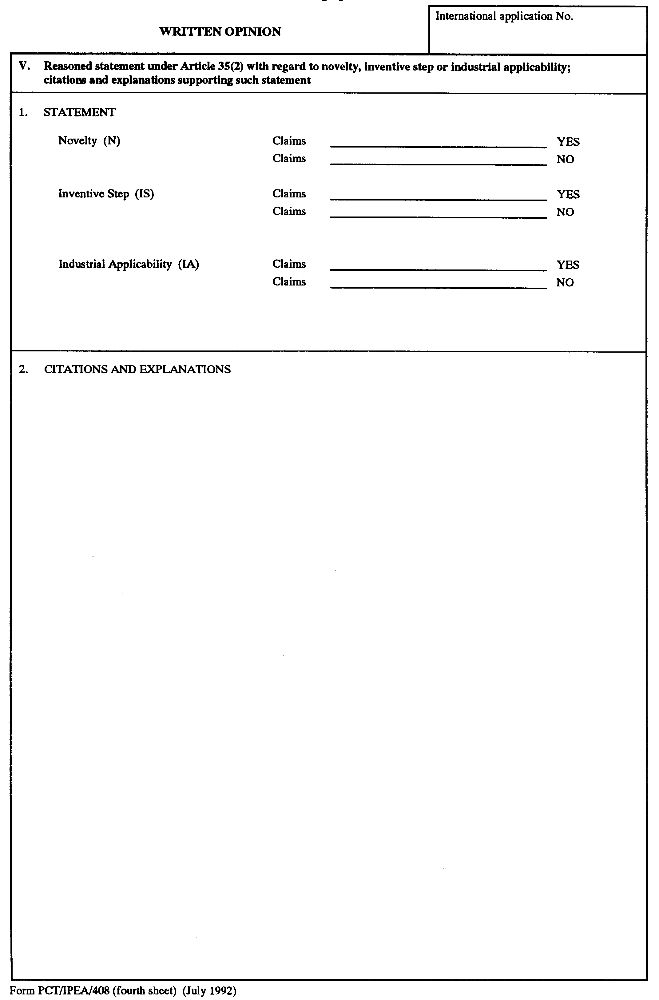 WRITTEN OPINION
International application No.
V. Reasoned statement under Article 35(2) with regard to novelty, inventive step or industrial applicability;
citations and explanations supporting such statement
1. STATEMENT
Novelty (N) Claims YES
Claims NO
Inventive Step (IS) Claims YES
Claims NO
Industrial Applicability (IA) Claims YES
Claims NO
2. CITATIONS AND EXPLANATIONS
Form PCT/IPEA/408 (fourth sheet) (July 1992)